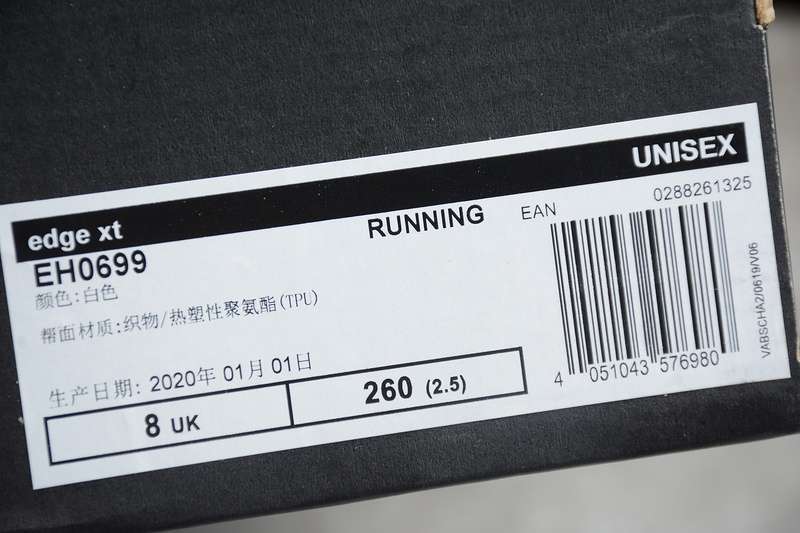 UNISEX
edge xt
EH0699
RUNNING
EAN
0288261325
颜色:白色
帮面材质:织物/热塑性聚氨酯(TPU)
生产日期: 2020年 01月 01日
8 UK
260 (2.5)
4 051043 576980
VABSCHA2/0619/V06